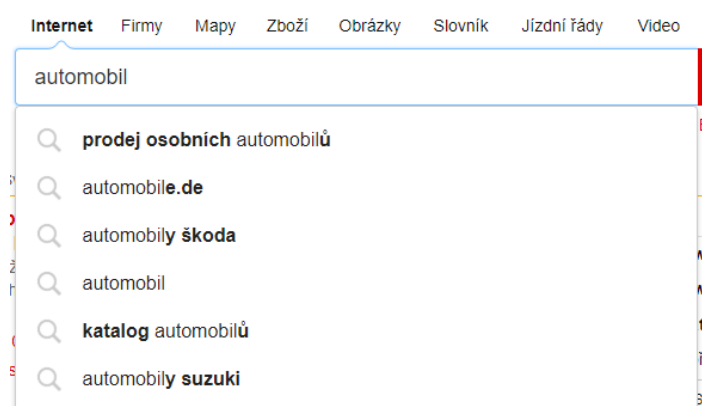 Internet Firmy Mapy Zboží Obrázky Slovník Jízdní řády Video
automobil
prodej osobních automobilů
automobile.de
automobily škoda
automobil
katalog automobilů
automobily suzuki